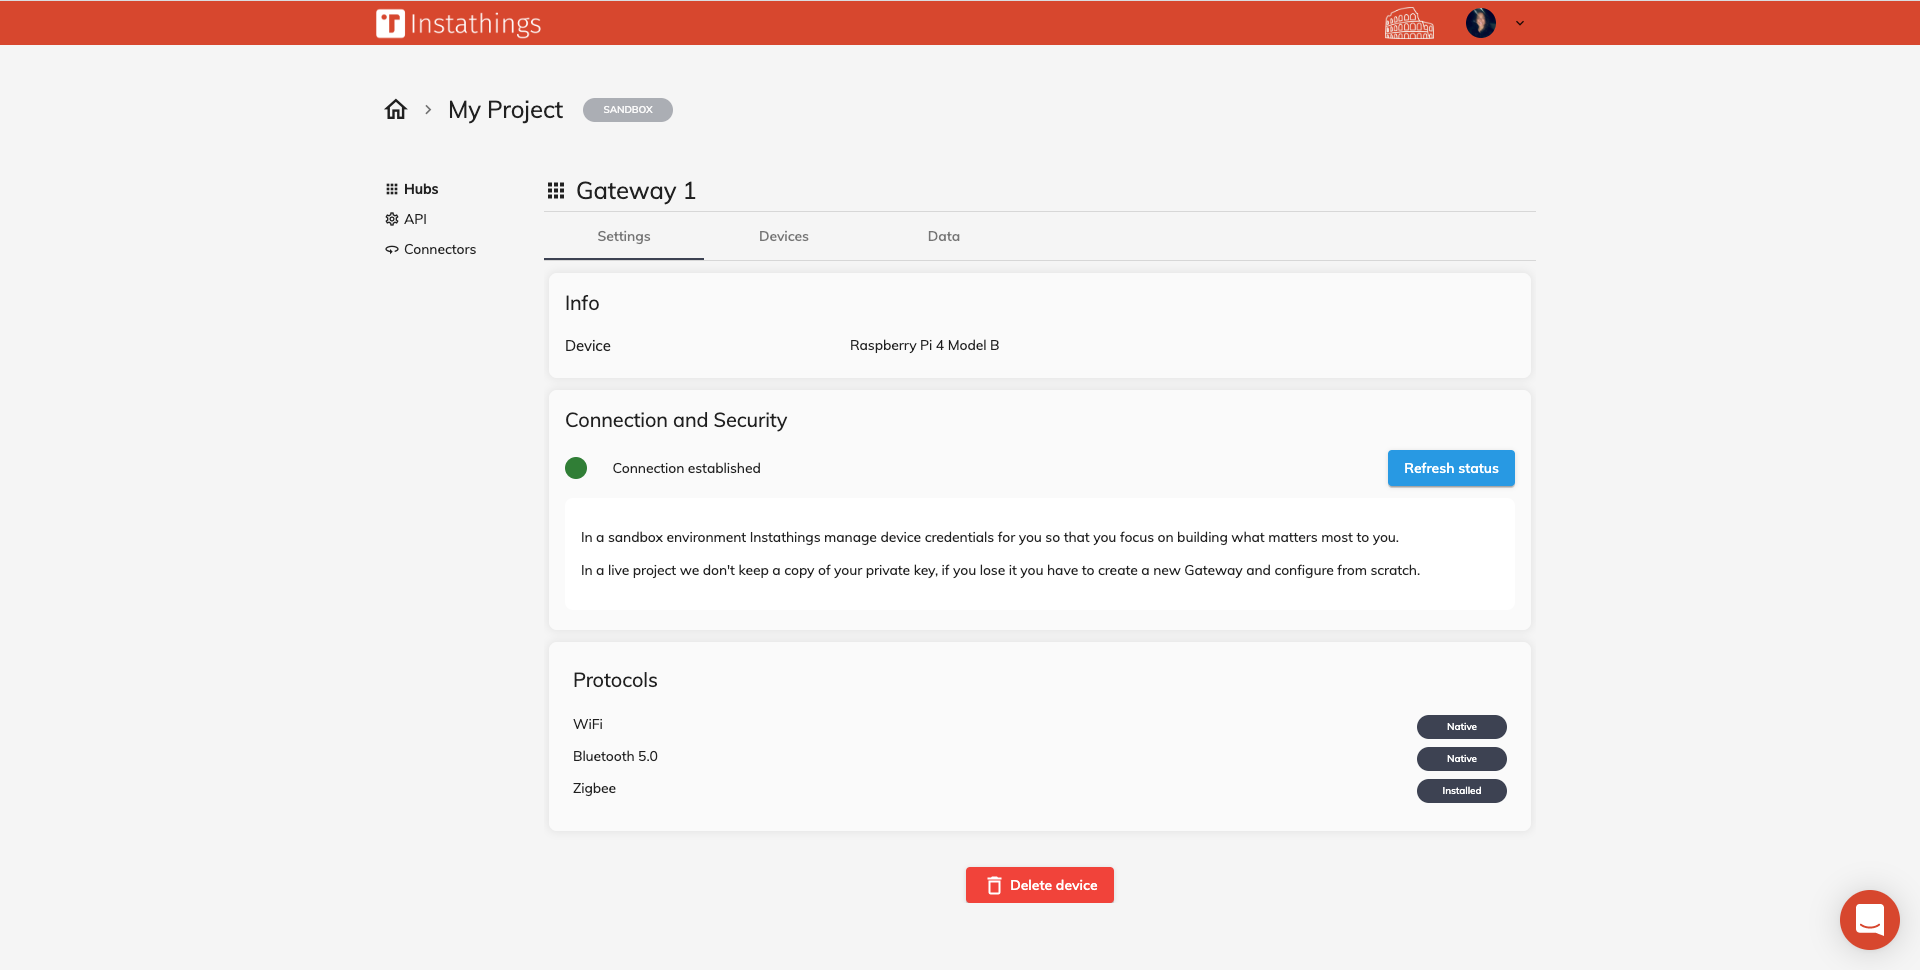 Instathings
My Project
SANDBOX
Hubs
API
Connectors
Gateway 1
Settings Devices Data
Info
Device Raspberry Pi 4 Model B
Connection and Security
Connection established Refresh status
In a sandbox environment Instathings manage device credentials for you so that you focus on building what matters most to you.
In a live project we don't keep a copy of your private key, if you lose it you have to create a new Gateway and configure from scratch.
Protocols
WiFi Native
Bluetooth 5.0 Native
Zigbee Installed
Delete device